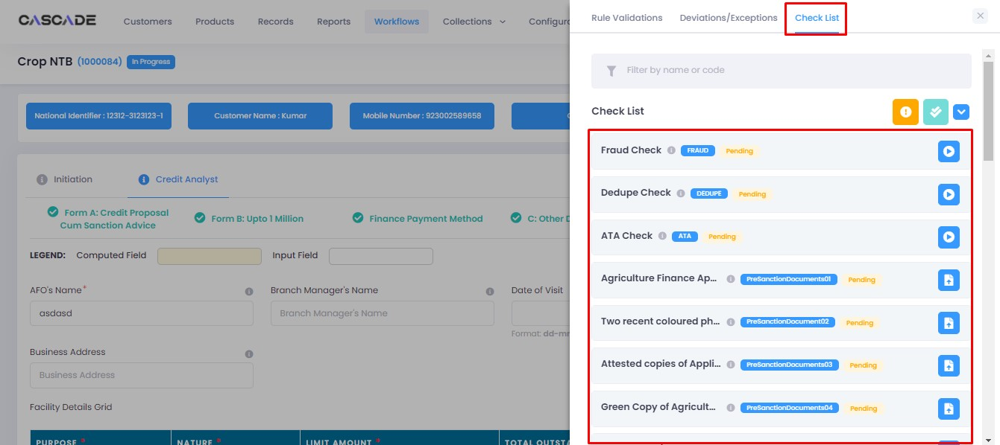 CASCADE Customers Products Records Reports Workflows Collections
Crop NTB (1000084) In Progress
National Identifier : 12312-3123123-1 Customer Name : Kumar Mobile Number : 923002589658
Initiation Credit Analyst
Form A: Credit Proposal
Cum Sanction Advice
Form B: Upto 1 Million Finance Payment Method C: Other
LEGEND: Computed Field Input Field
AFO's Name* Branch Manager's Name Date of Visit
asdasd Branch Manager's Name
Format:
Business Address
Business Address
Facility Details Grid
PURPOSE * NATURE * LIMIT AMOUNT * TOTAL
Rule Validations Deviations/Exceptions Check List
Filter by name or code
Check List
Fraud Check FRAUD Pending
Dedupe Check DEDUPE Pending
ATA Check ATA Pending
Agriculture Finance Ap... PreSanctionDocuments01 Pending
Two recent coloured ph... PreSanctionDocument02 Pending
Attested copies of Appli... PreSanctionDocuments03 Pending
Green Copy of Agricult... PreSanctionDocuments04 Pending